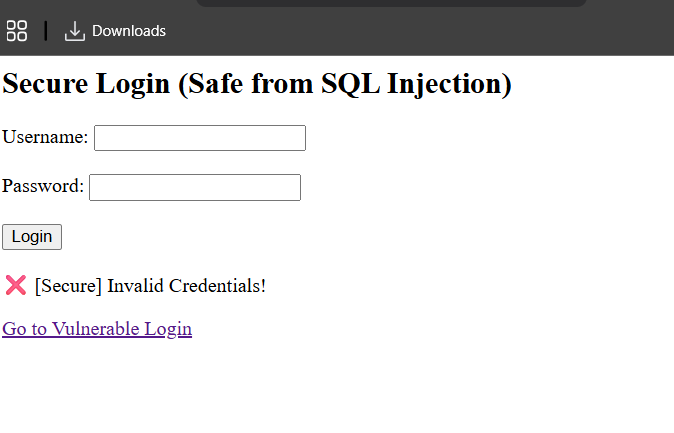 Downloads
Secure Login (Safe from SQL Injection)
Username:
Password:
Login
❌ [Secure] Invalid Credentials!
Go to Vulnerable Login